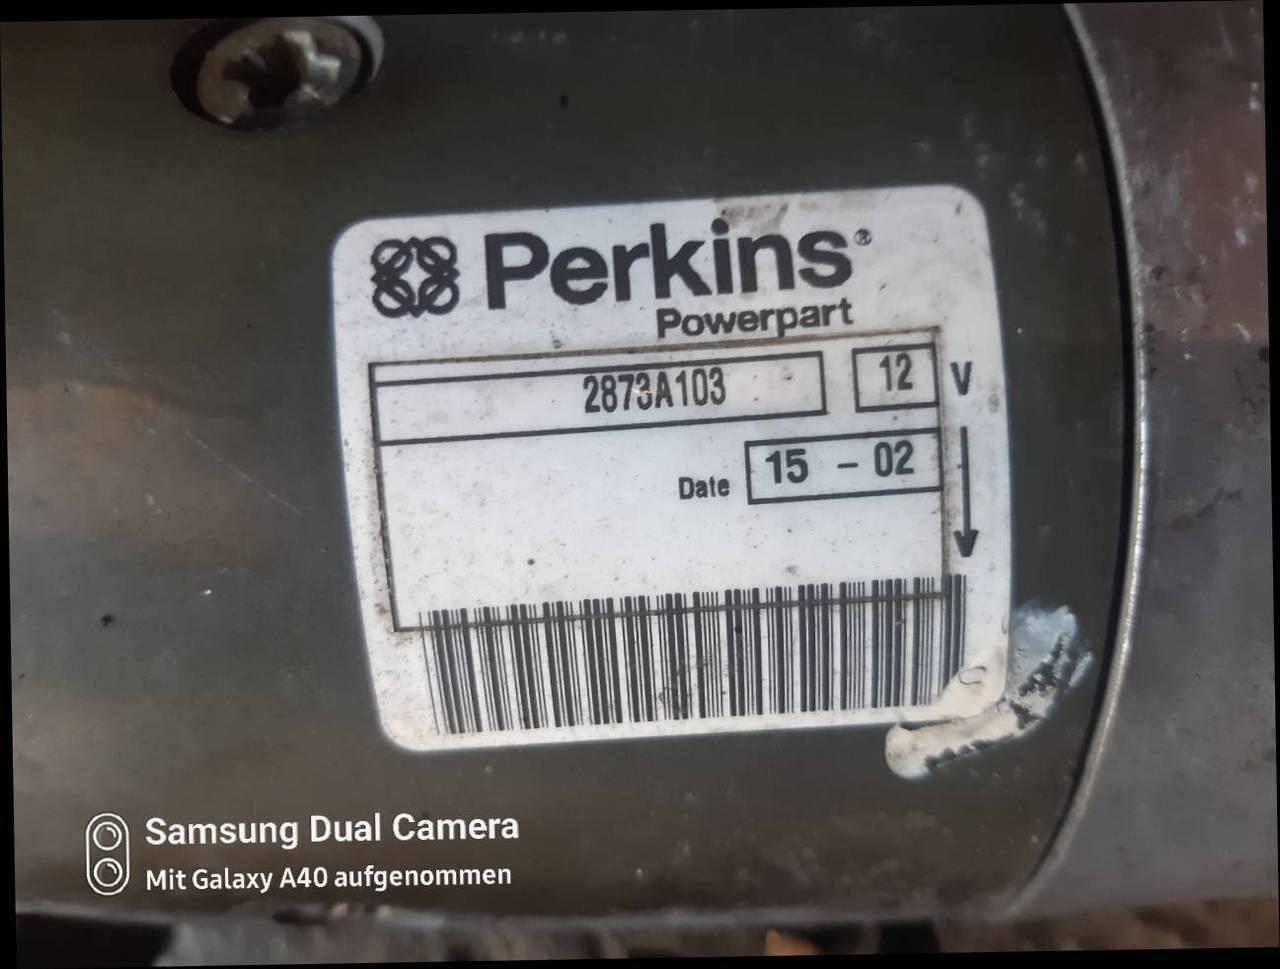 Perkins®
Powerpart
2873A103 12 V
Date 15 - 02
Samsung Dual Camera
Mit Galaxy A40 aufgenommen